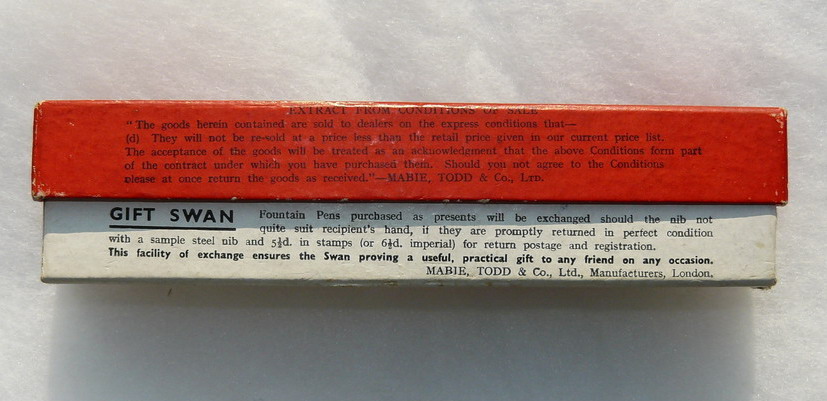 EXTRACT FROM CONDITIONS OF SALE
"The goods herein contained are sold to dealers on the express conditions that—
(d) They will not be re-sold at a price less than the retail price given in our current price list.
The acceptance of the goods will be treated as an acknowledgment that the above Conditions form part
of the contract under which you have purchased them. Should you not agree to the Conditions
please at once return the goods as received."—MABIE, TODD & Co., LTD.
GIFT SWAN Fountain Pens purchased as presents will be exchanged should the nib not
quite suit recipient's hand, if they are promptly returned in perfect condition
with a sample steel nib and 5½d. in stamps (or 6½d. imperial) for return postage and registration.
This facility of exchange ensures the Swan proving a useful, practical gift to any friend on any occasion.
MABIE, TODD & Co., Ltd., Manufacturers, London.